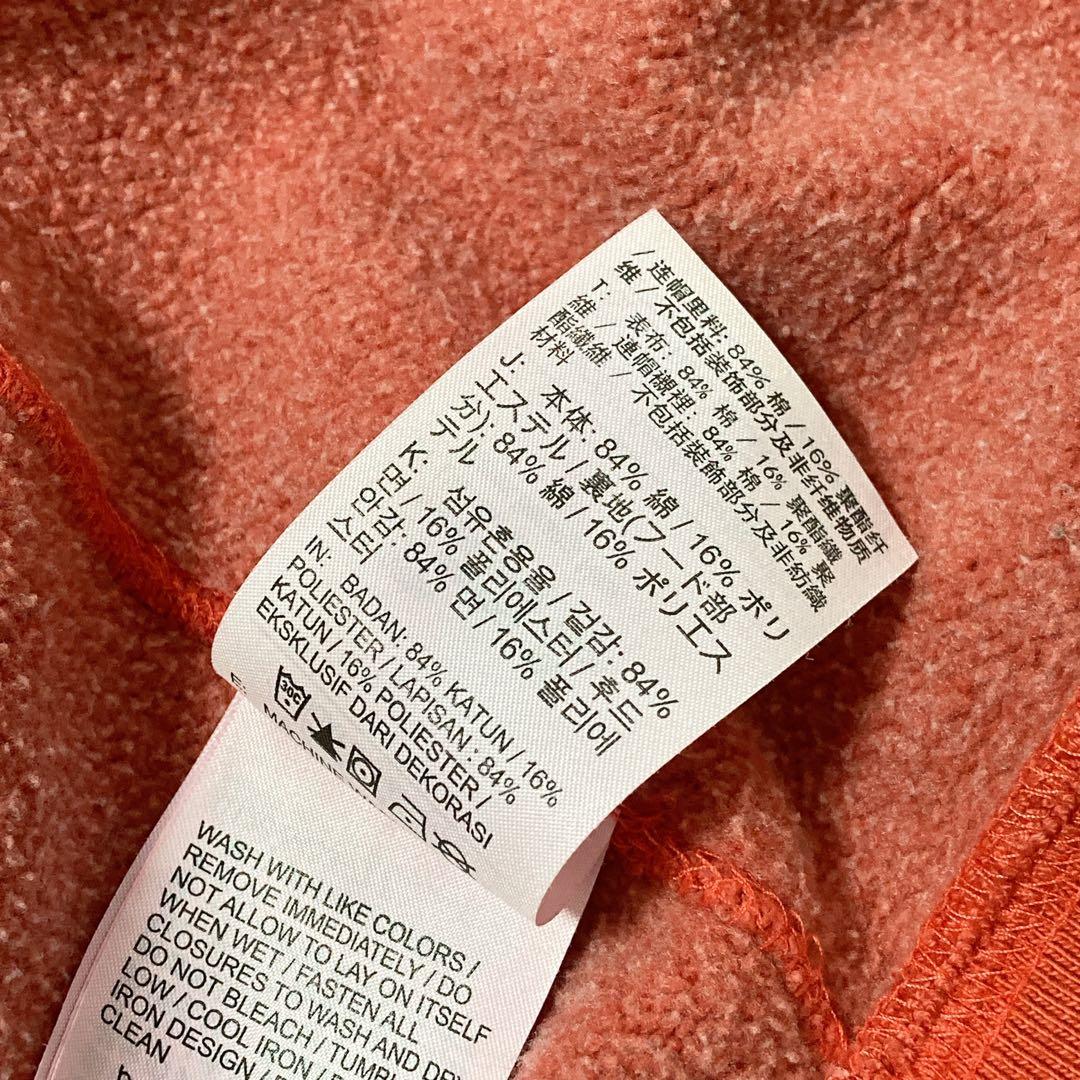 / 连帽里料: 84% 棉 / 16% 聚酯纤
维 / 不包括装饰部分及非纤维物质
T: 表布: 84% 棉 / 16% 聚酯纖
維 / 連帽襯裡: 84% 棉 / 16% 聚
酯纖維 / 不包括裝飾部分及非紡織
材料
J: 本体: 84% 綿 / 16% ポリ
エステル / 裏地(フード部
分): 84% 綿 / 16% ポリエス
テル
K: 섬유혼용율 / 겉감: 84%
면 / 16% 폴리에스터 / 후드
안감: 84% 면 / 16% 폴리에
스터
IN: BADAN: 84% KATUN / 16%
POLIESTER / LAPISAN : 84%
KATUN / 16% POLIESTER /
EKSKLUSIF DARI DEKORASI
30C
E: MACHINE
WASH WITH LIKE COLORS /
REMOVE IMMEDIATELY / DO
NOT ALLOW TO LAY ON ITSELF
WHEN WET / FASTEN ALL
CLOSURES TO WASH AND DRY
DO NOT BLEACH / TUMBL
LOW / COOL IRON /
IRON DESIGN /
CLEAN